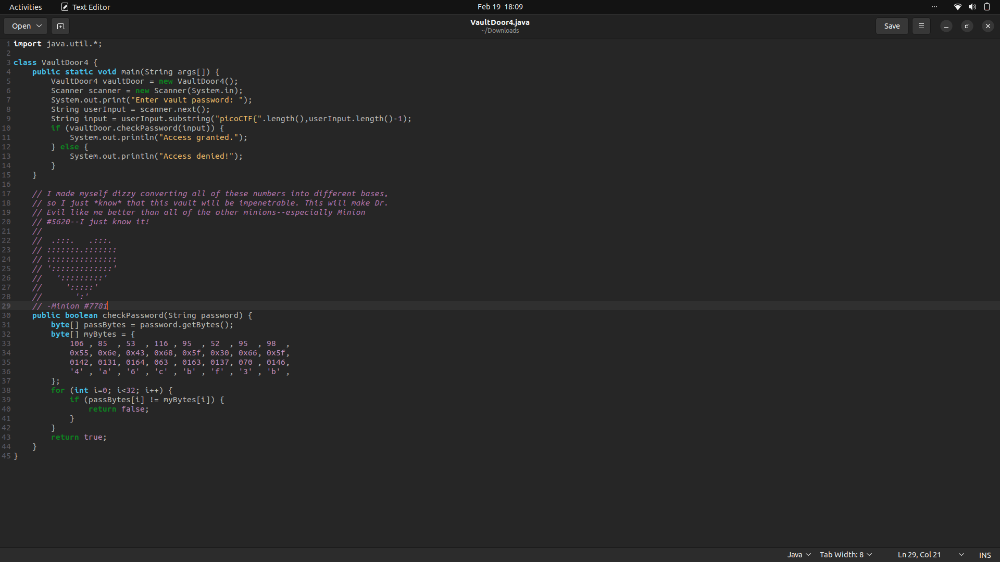 Activities Text Editor Feb 19 18:09
Open VaultDoor4.java Save
~/Downloads
1 import java.util.*;
2
3 class VaultDoor4 {
4     public static void main(String args[]) {
5         VaultDoor4 vaultDoor = new VaultDoor4();
6         Scanner scanner = new Scanner(System.in);
7         System.out.print("Enter vault password: ");
8         String userInput = scanner.next();
9         String input = userInput.substring("picoCTF{".length(),userInput.length()-1);
10         if (vaultDoor.checkPassword(input)) {
11             System.out.println("Access granted.");
12         } else {
13             System.out.println("Access denied!");
14         }
15     }
16
17     // I made myself dizzy converting all of these numbers into different bases,
18     // so I just *know* that this vault will be impenetrable. This will make Dr.
19     // Evil like me better than all of the other minions--especially Minion
20     // #5620--I just know it!
21     //
22     //  .:::.   .:::.
23     // :::::::.:::::::
24     // :::::::::::::::
25     // ':::::::::::::'
26     //   ':::::::::'
27     //     ':::::'
28     //       ':'
29     // -Minion #7781
30     public boolean checkPassword(String password) {
31         byte[] passBytes = password.getBytes();
32         byte[] myBytes = {
33             106 , 85  , 53  , 116 , 95  , 52  , 95  , 98  ,
34             0x55, 0x6e, 0x43, 0x68, 0x5f, 0x30, 0x66, 0x5f,
35             0142, 0131, 0164, 063 , 0163, 0137, 070 , 0146,
36             '4' , 'a' , '6' , 'c' , 'b' , 'f' , '3' , 'b' ,
37         };
38         for (int i=0; i<32; i++) {
39             if (passBytes[i] != myBytes[i]) {
40                 return false;
41             }
42         }
43         return true;
44     }
45 }
Java Tab Width: 8 Ln 29, Col 21 INS